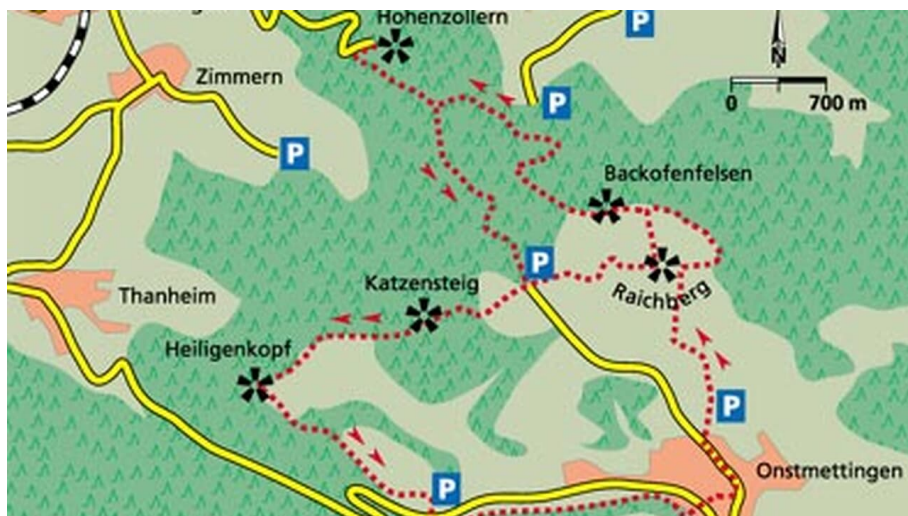 Hohenzollern
P
Zimmern
N
0 700 m
P
P
Backofenfelsen
P
Katzensteig
Raichberg
Thanheim
Heiligenkopf
P
Onstmettingen
P